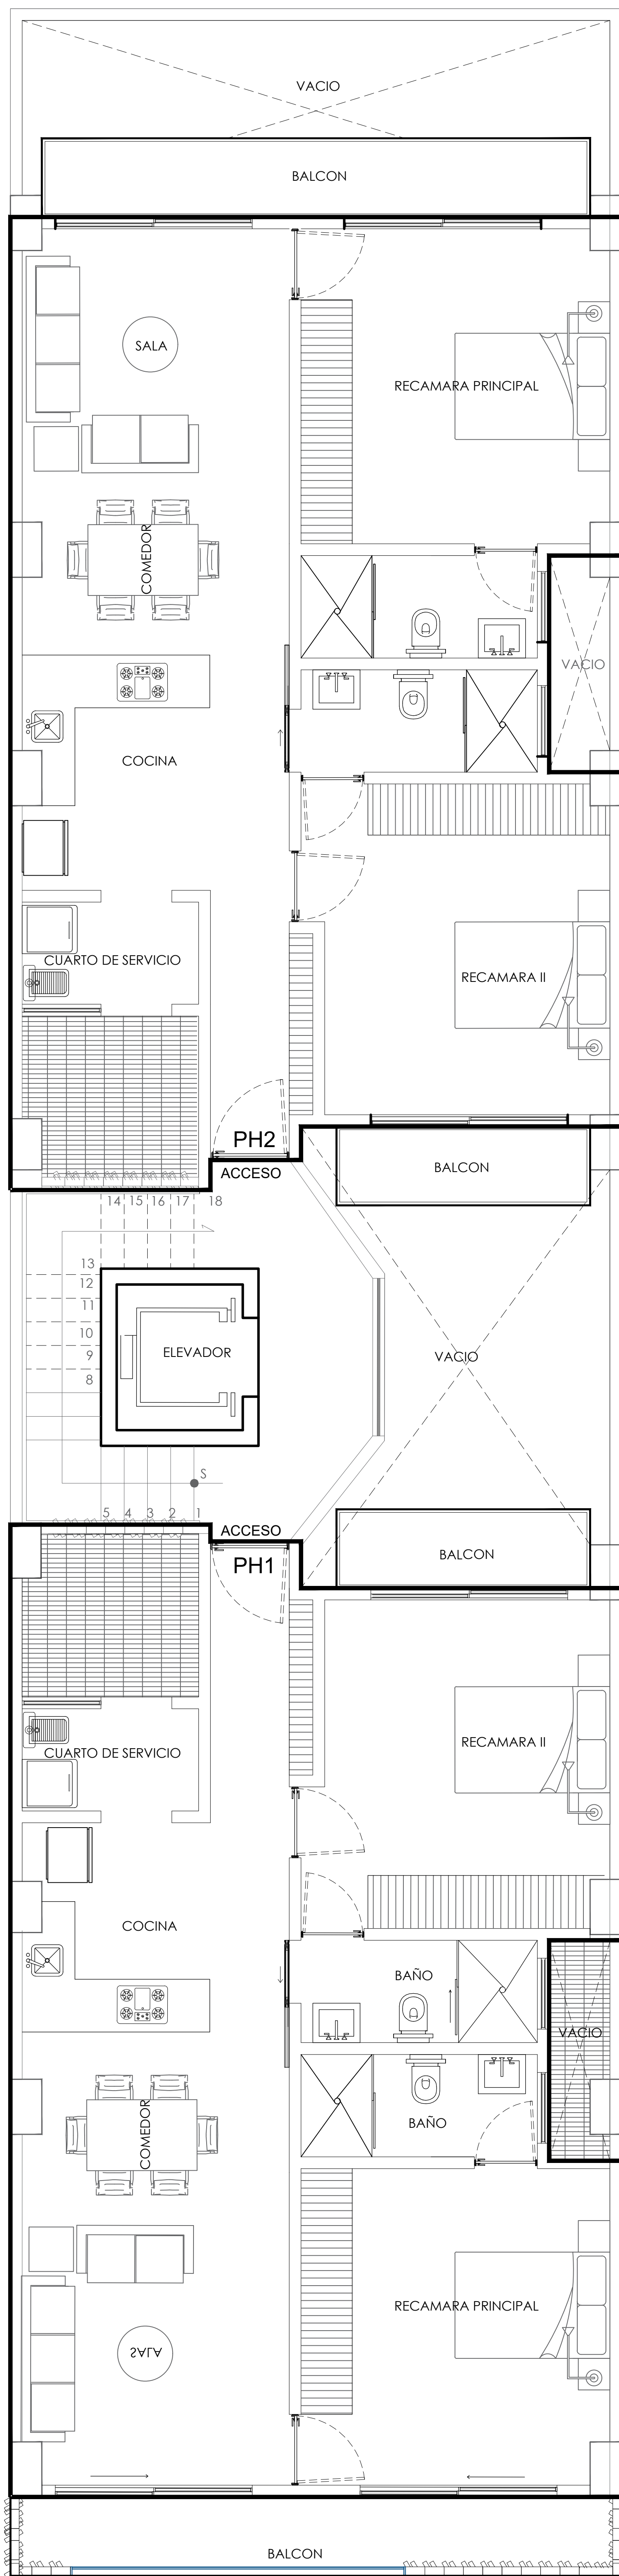 VACIO
BALCON
SALA
RECAMARA PRINCIPAL
COMEDOR
VACIO
COCINA
CUARTO DE SERVICIO
RECAMARA II
PH2
ACCESO
BALCON
14 15 16 17 18
13
12
11
10
9
8
ELEVADOR
VACIO
S
5 4 3 2 1
ACCESO
PH1
BALCON
RECAMARA II
CUARTO DE SERVICIO
COCINA
BAÑO
VACIO
BAÑO
COMEDOR
RECAMARA PRINCIPAL
SALA
BALCON